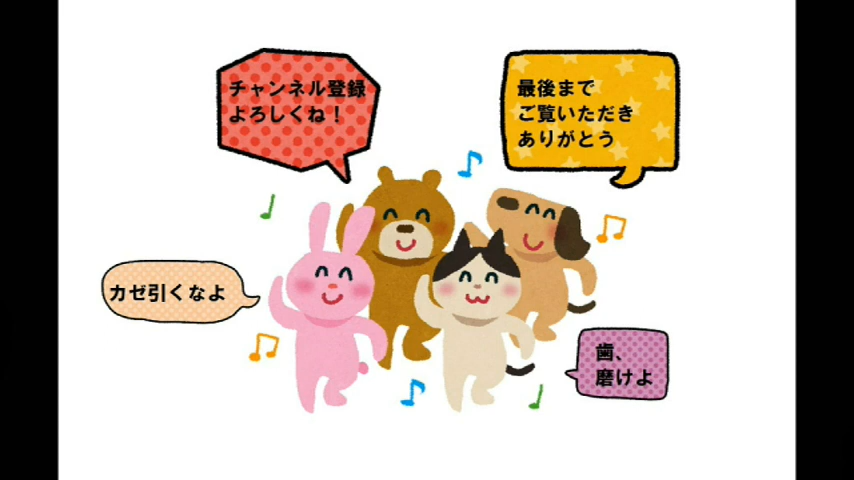 チャンネル登録
よろしくね！
最後まで
ご覧いただき
ありがとう
カゼ引くなよ
歯、
磨けよ